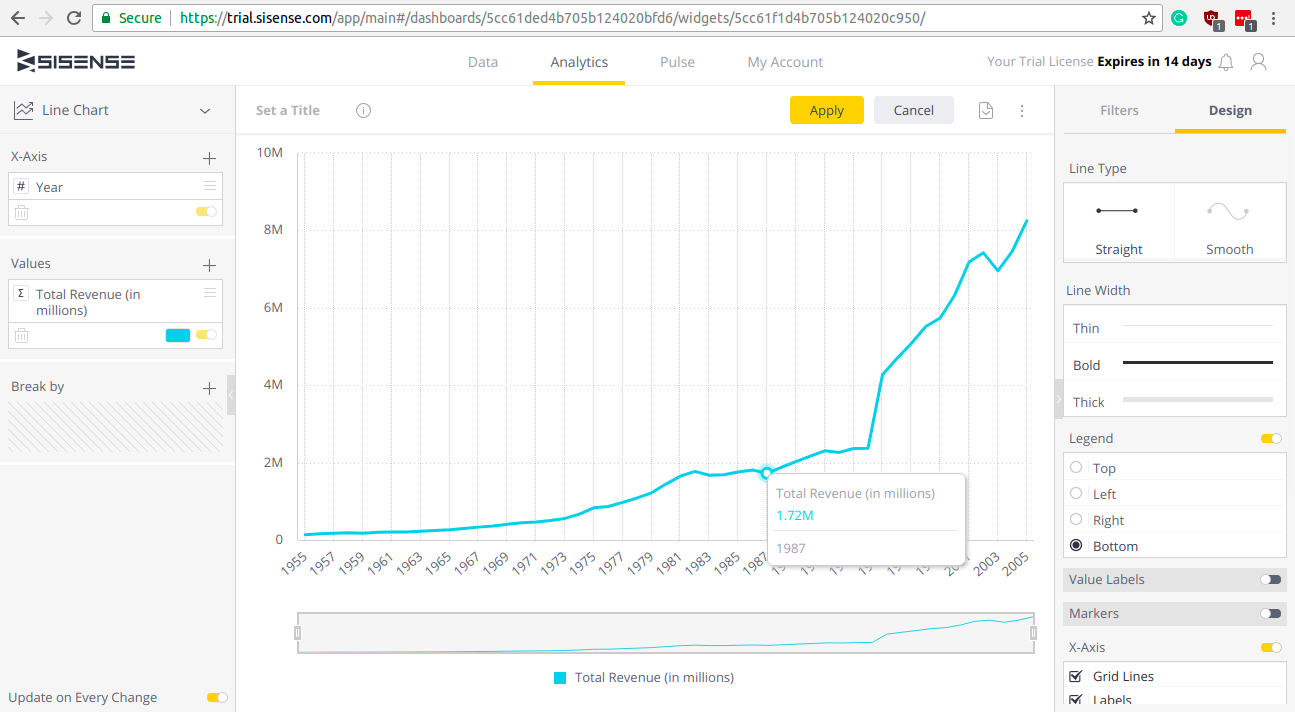 Secure https://trial.sisense.com/app/main#/dashboards/5cc61ded4b705b124020bfd6/widgets/5cc61f1d4b705b124020c950/
1
1
SISENSE
Data
Analytics
Pulse
My Account
Your Trial License Expires in 14 days
Line Chart
X-Axis
# Year
Values
Σ Total Revenue (in
millions)
Break by
Update on Every Change
Set a Title
Apply
Cancel
10M
8M
6M
4M
2M
0
1955
1957
1959
1961
1963
1965
1967
1969
1971
1973
1975
1977
1979
1981
1983
1985
1987
2003
2005
Total Revenue (in millions)
1.72M
1987
Total Revenue (in millions)
Filters
Design
Line Type
Straight
Smooth
Line Width
Thin
Bold
Thick
Legend
Top
Left
Right
Bottom
Value Labels
Markers
X-Axis
Grid Lines
Labels